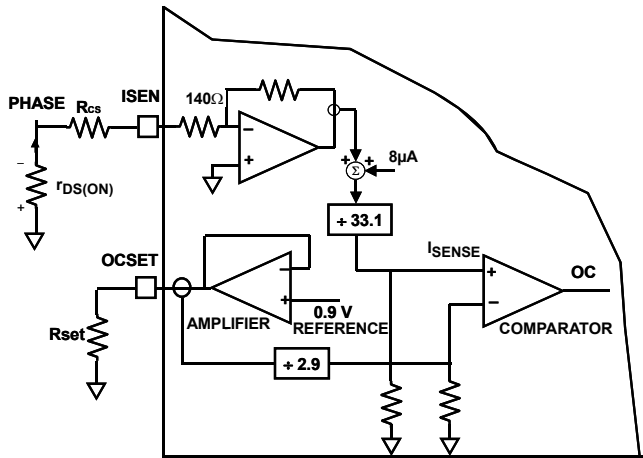 PHASE
RCS
ISEN
140Ω
rDS(ON)
−
+
−
+
+
+
Σ
8µA
÷ 33.1
ISENSE
OCSET
Rset
−
+
0.9 V
AMPLIFIER
REFERENCE
÷ 2.9
+
−
OC
COMPARATOR